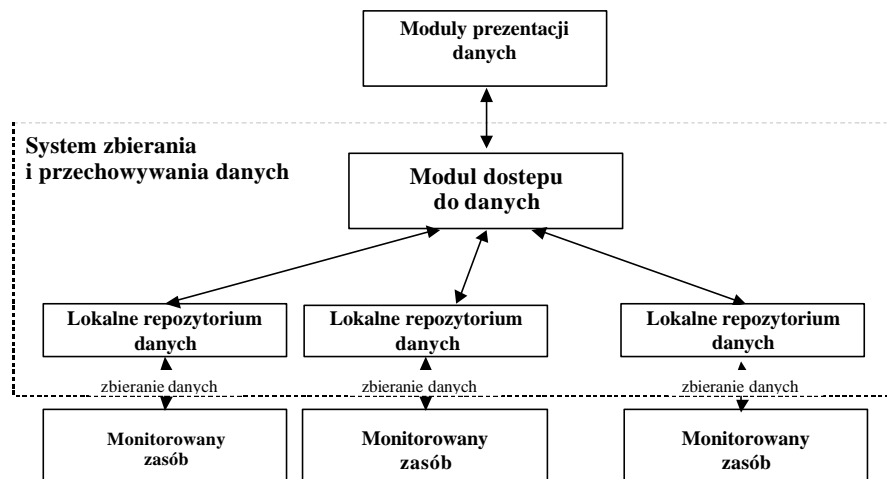 Moduly prezentacji
danych
System zbierania
i przechowywania danych
Modul dostepu
do danych
Lokalne repozytorium
danych
Lokalne repozytorium
danych
Lokalne repozytorium
danych
zbieranie danych
zbieranie danych
zbieranie danych
Monitorowany
zasób
Monitorowany
zasób
Monitorowany
zasób